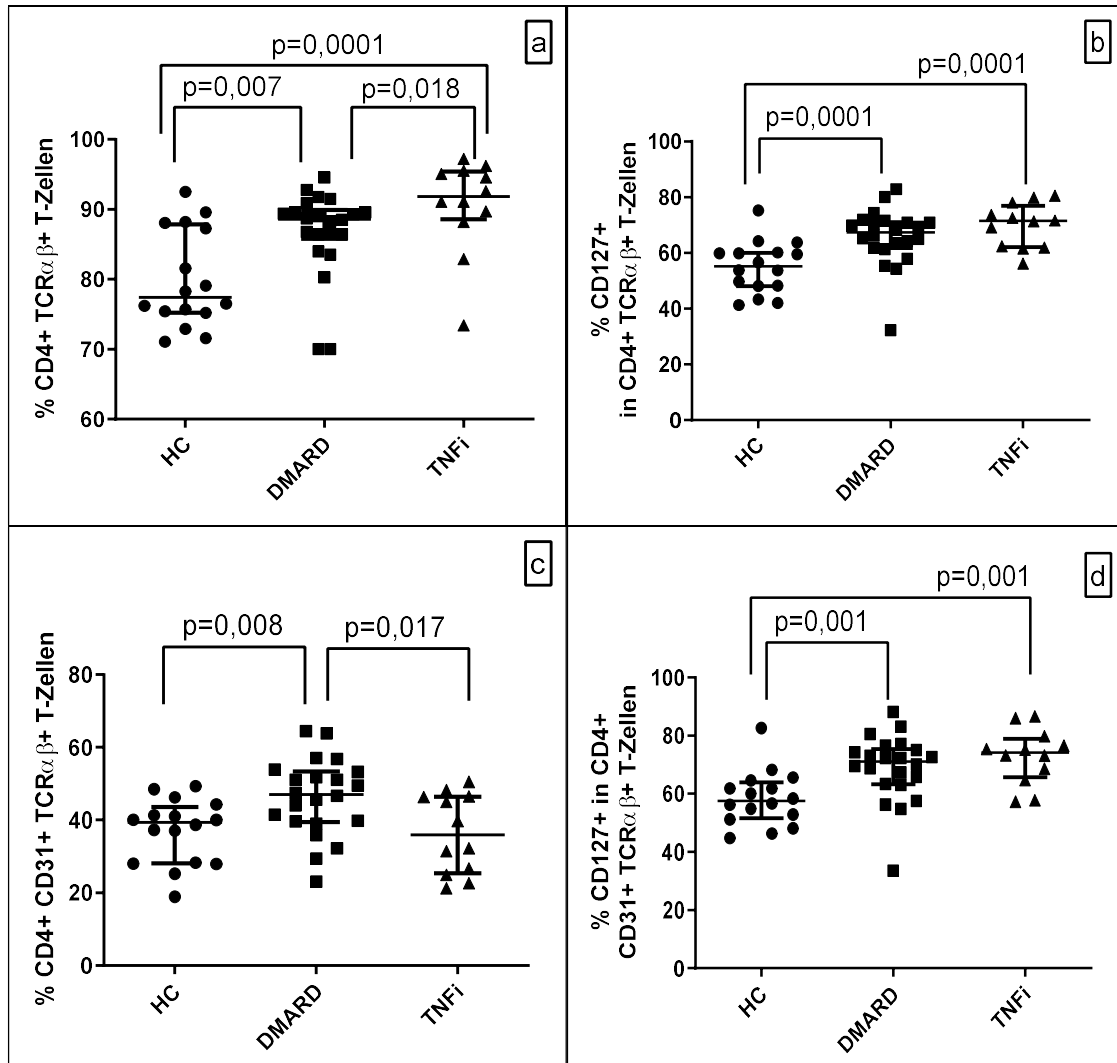 a
p=0,0001
p=0,007
p=0,018
% CD4+ TCRαβ+ T-Zellen
100
90
80
70
60
HC
DMARD
TNFi
b
p=0,0001
p=0,0001
% CD127+
in CD4+ TCRαβ+ T-Zellen
100
80
60
40
20
0
HC
DMARD
TNFi
c
p=0,008
p=0,017
% CD4+ CD31+ TCRαβ+ T-Zellen
80
60
40
20
0
HC
DMARD
TNFi
d
p=0,001
p=0,001
% CD127+ in CD4+
CD31+ TCRαβ+ T-Zellen
100
80
60
40
20
0
HC
DMARD
TNFi